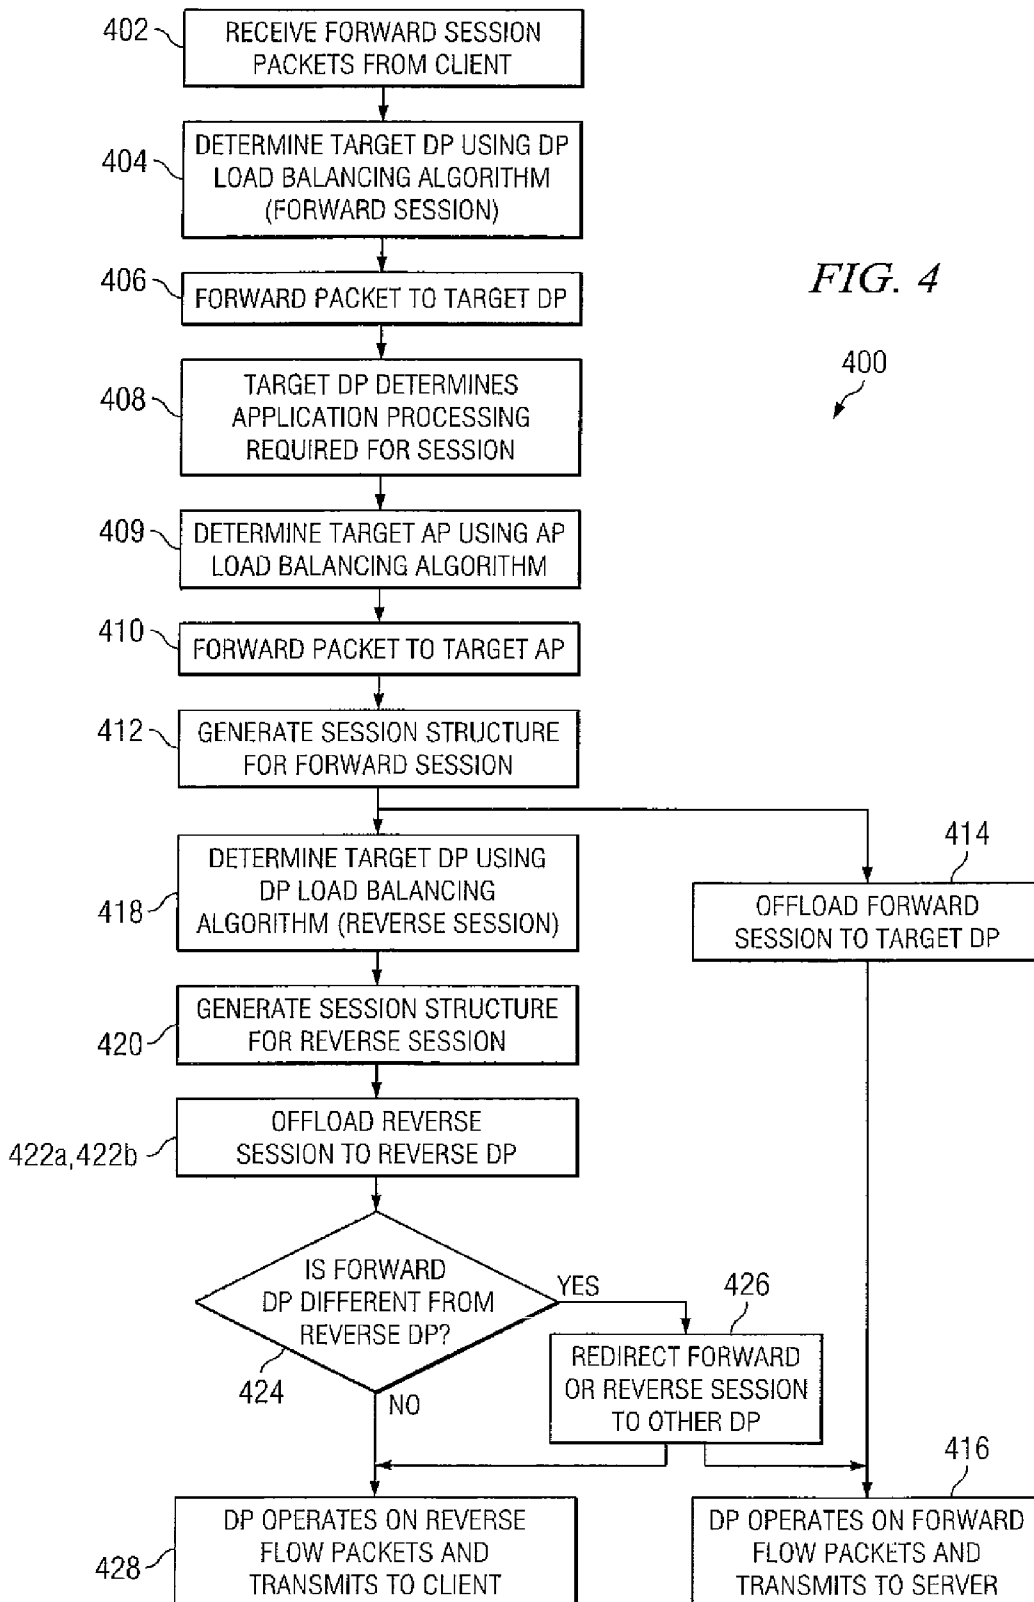 402
RECEIVE FORWARD SESSION
PACKETS FROM CLIENT
404
DETERMINE TARGET DP USING DP
LOAD BALANCING ALGORITHM
(FORWARD SESSION)
406
FORWARD PACKET TO TARGET DP
FIG. 4
400
408
TARGET DP DETERMINES
APPLICATION PROCESSING
REQUIRED FOR SESSION
409
DETERMINE TARGET AP USING AP
LOAD BALANCING ALGORITHM
410
FORWARD PACKET TO TARGET AP
412
GENERATE SESSION STRUCTURE
FOR FORWARD SESSION
418
DETERMINE TARGET DP USING
DP LOAD BALANCING
ALGORITHM (REVERSE SESSION)
414
OFFLOAD FORWARD
SESSION TO TARGET DP
420
GENERATE SESSION STRUCTURE
FOR REVERSE SESSION
422a,422b
OFFLOAD REVERSE
SESSION TO REVERSE DP
IS FORWARD
DP DIFFERENT FROM
REVERSE DP?
424
YES
NO
426
REDIRECT FORWARD
OR REVERSE SESSION
TO OTHER DP
428
DP OPERATES ON REVERSE
FLOW PACKETS AND
TRANSMITS TO CLIENT
416
DP OPERATES ON FORWARD
FLOW PACKETS AND
TRANSMITS TO SERVER